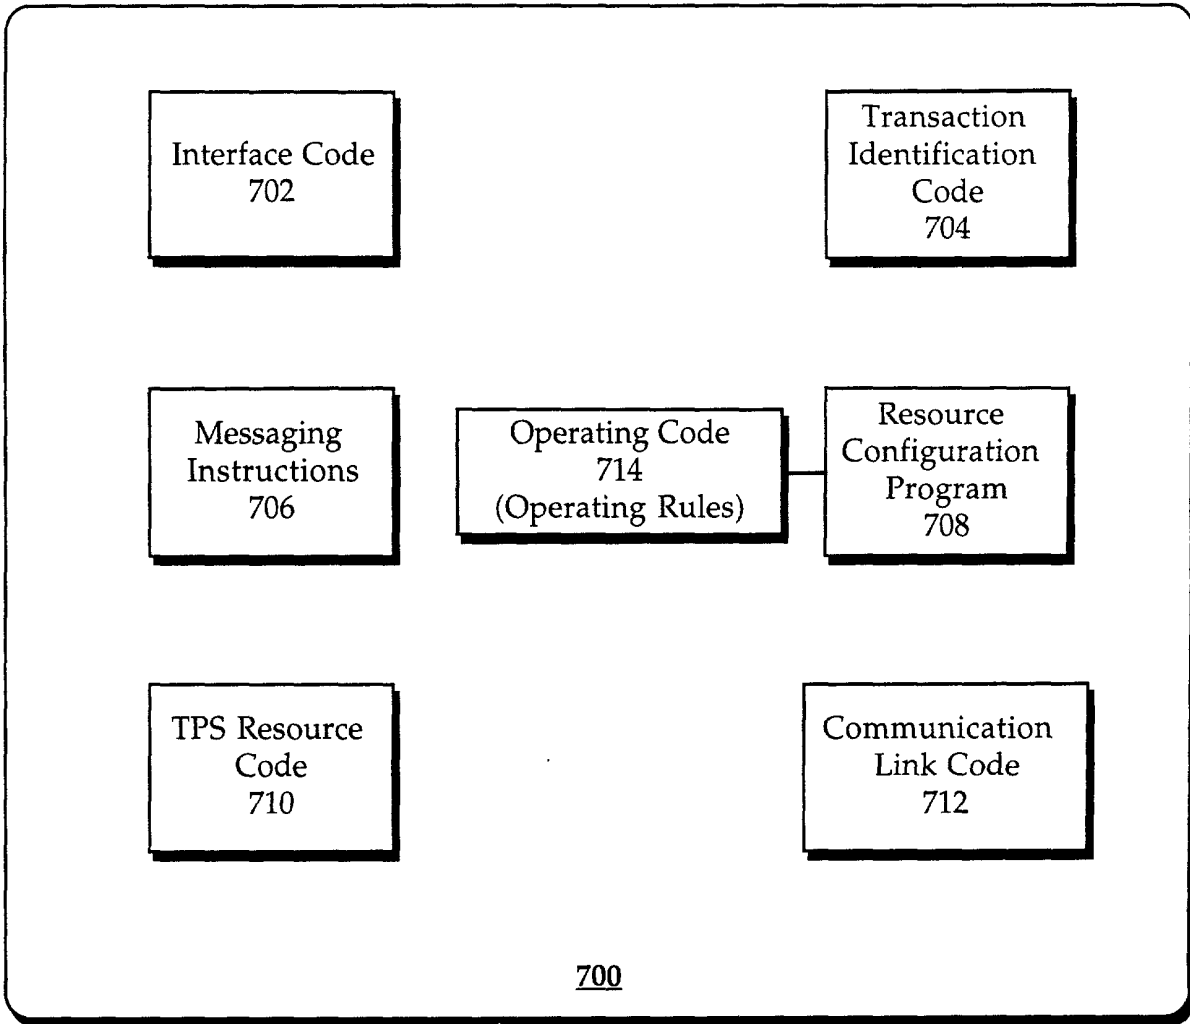 Interface Code
702
Transaction
Identification
Code
704
Messaging
Instructions
706
Operating Code
714
(Operating Rules)
Resource
Configuration
Program
708
TPS Resource
Code
710
Communication
Link Code
712
700